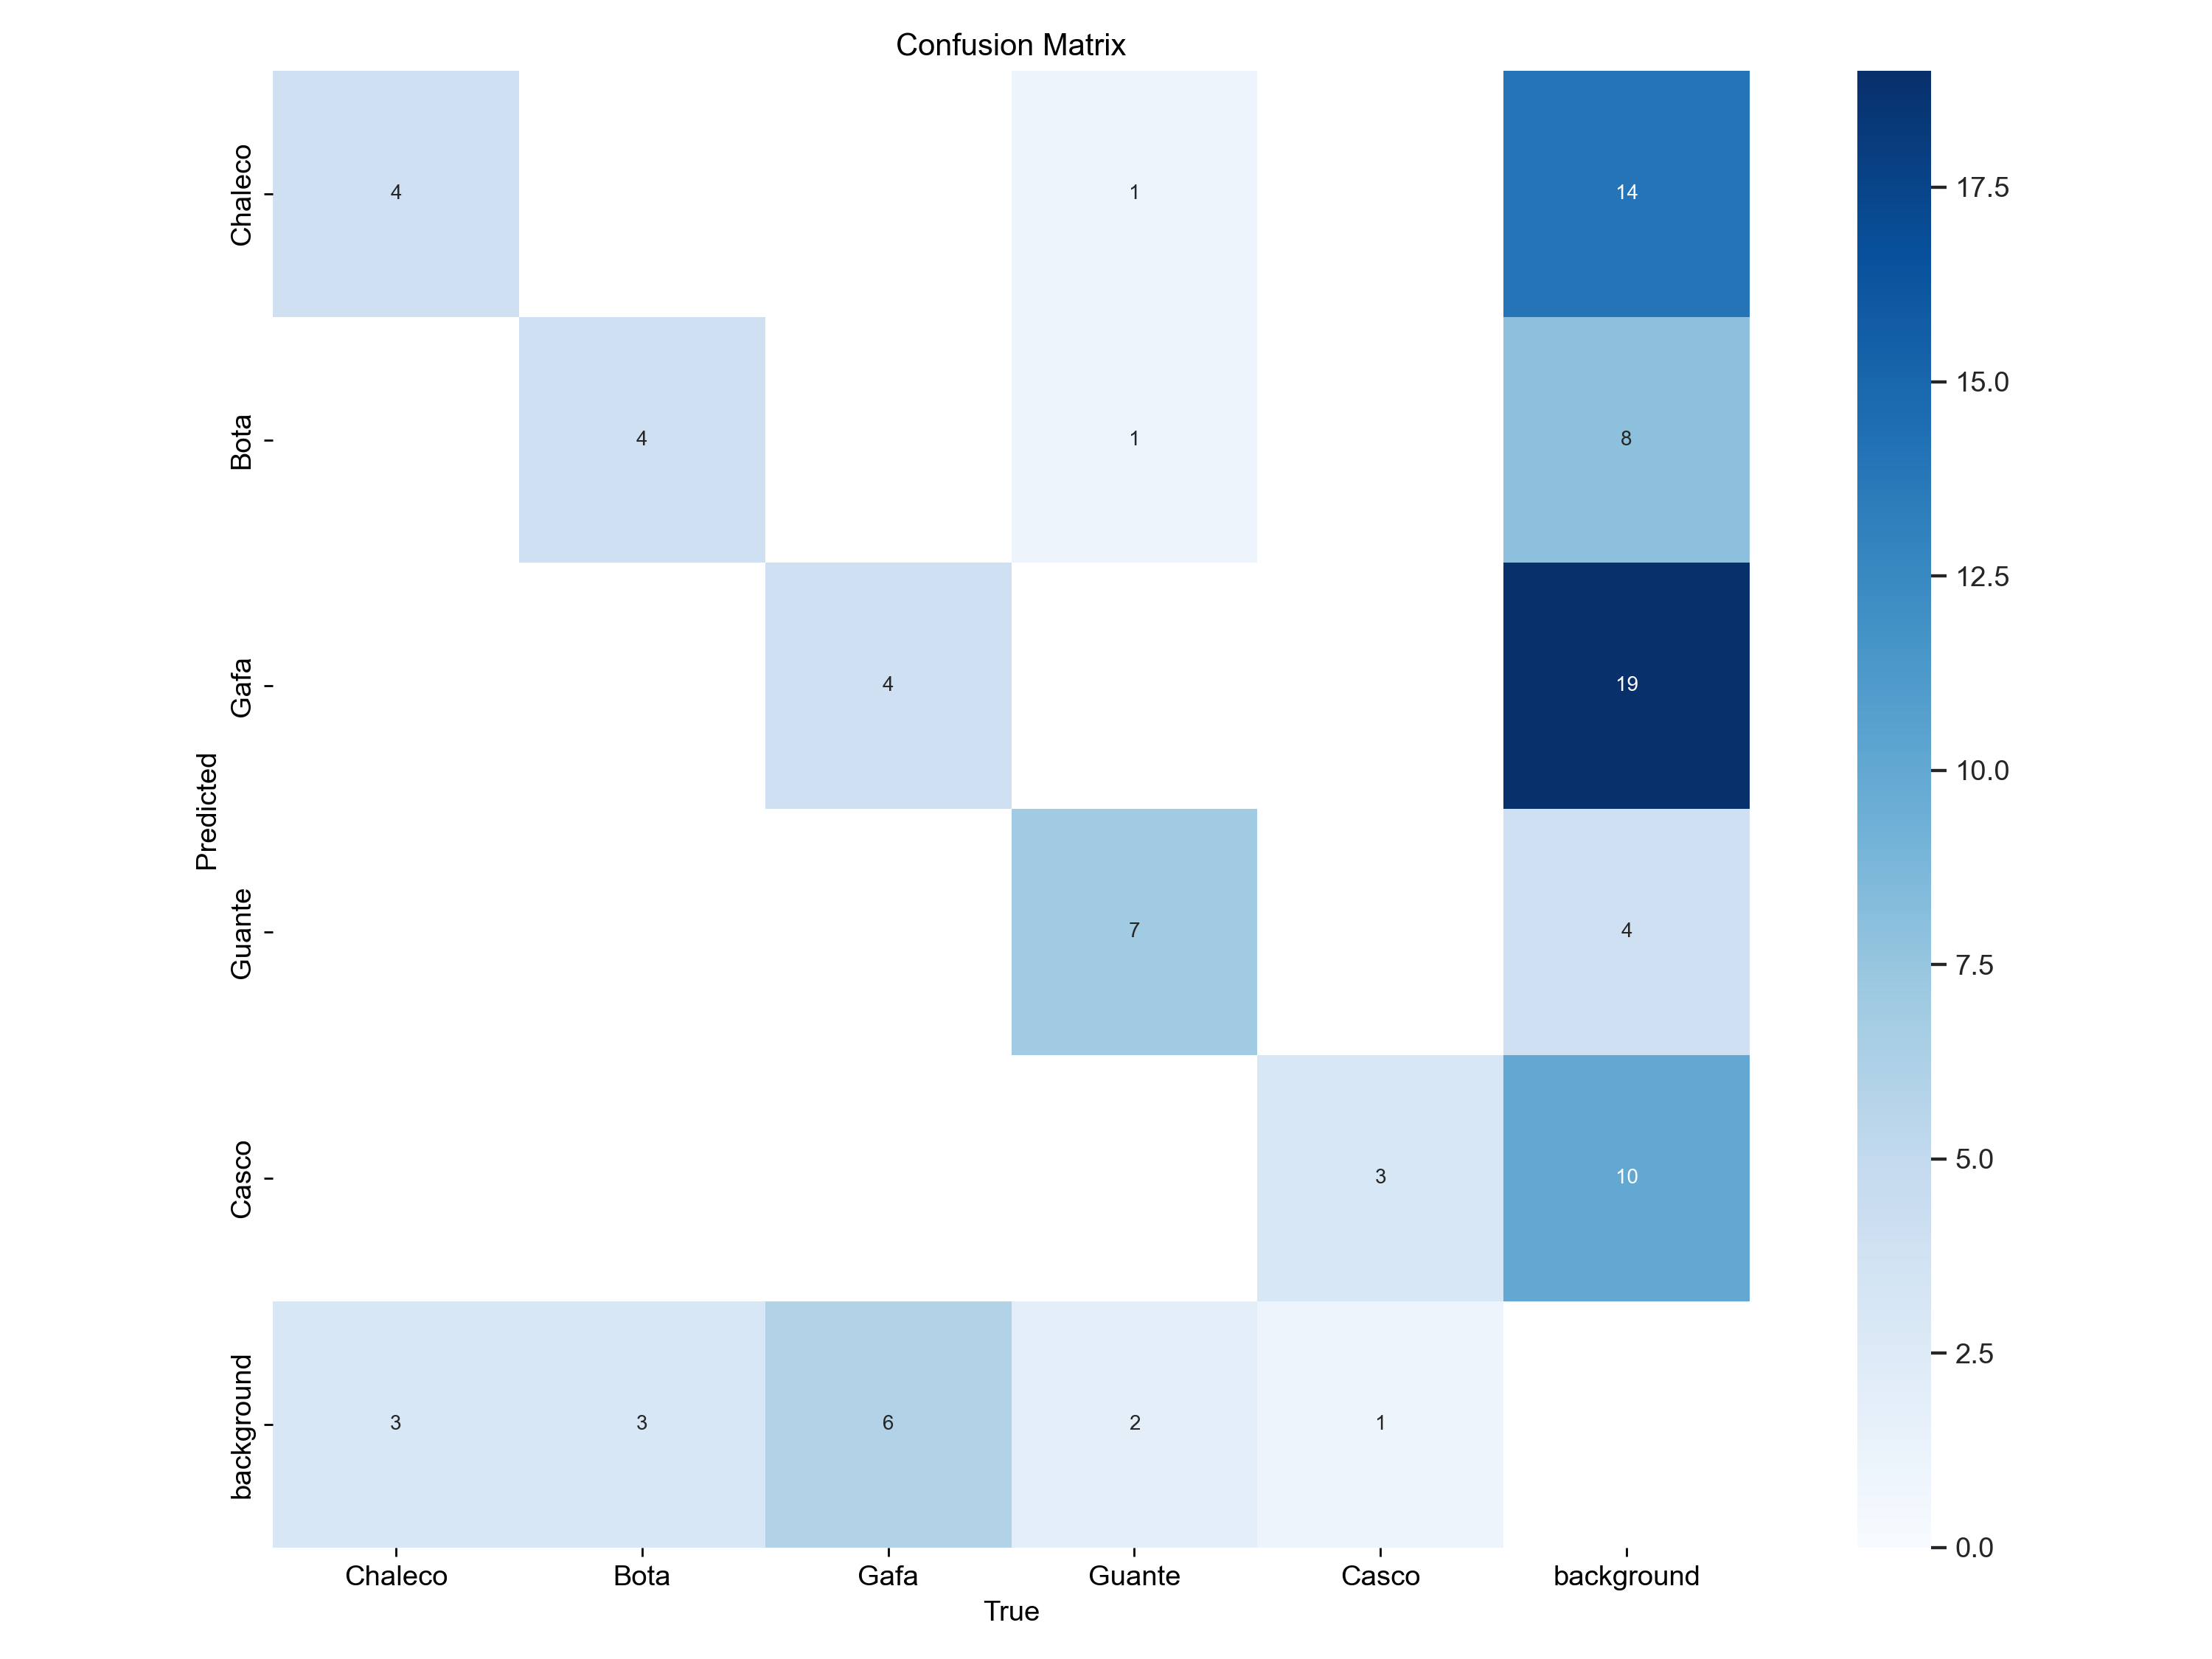 Confusion Matrix
Chaleco
4
1
14
17.5
15.0
Bota
4
1
8
12.5
Gafa
4
19
10.0
Predicted
Guante
7
4
7.5
Casco
3
10
5.0
background
3
3
6
2
1
2.5
0.0
Chaleco
Bota
Gafa
Guante
Casco
background
True